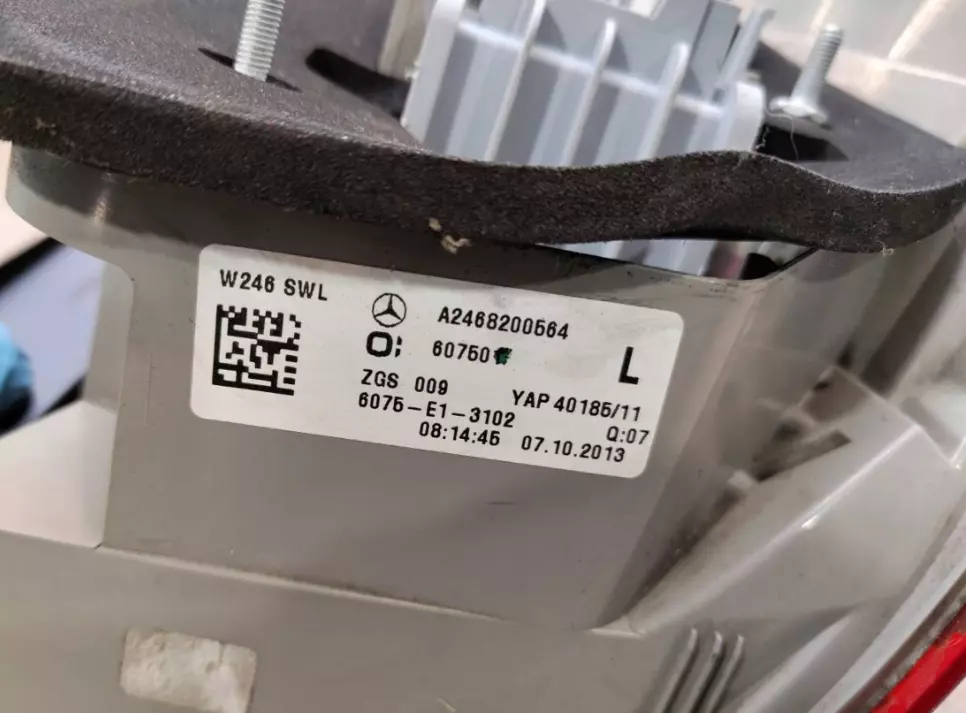 W246 SWL
A2468200564
O; 60750
L
ZGS 009
YAP 40185/11
6075-E1-3102
Q:07
08:14:45 07.10.2013